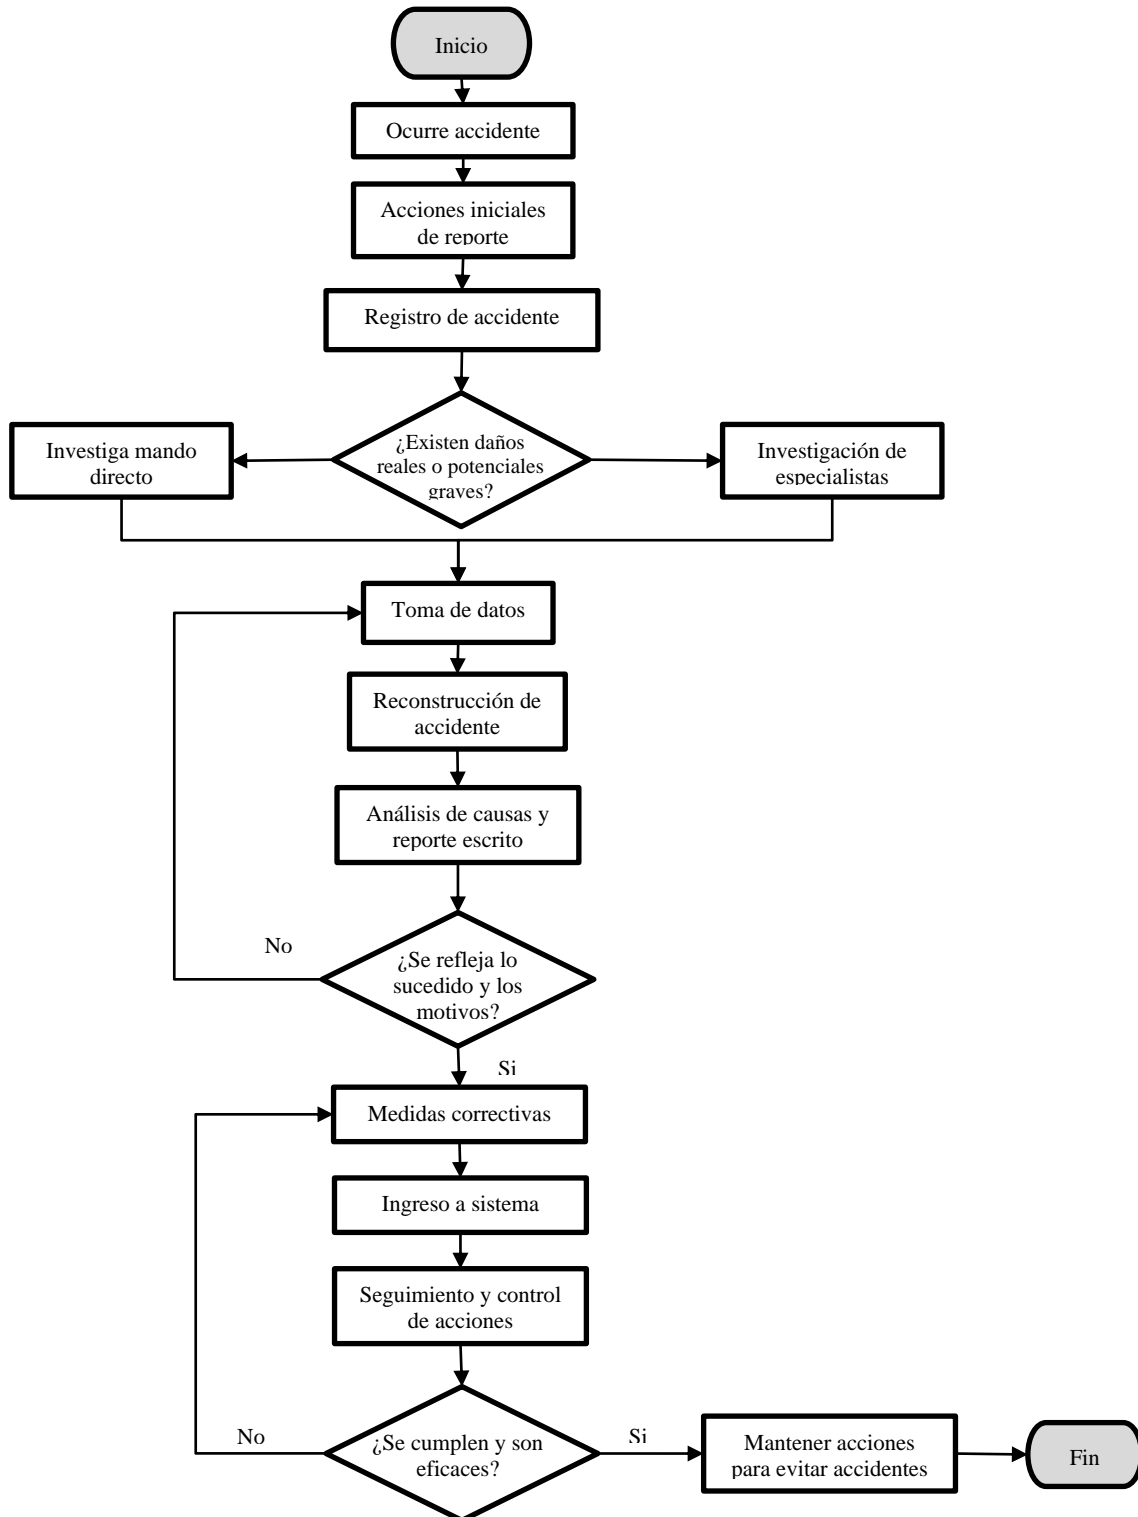 Inicio
Ocurre accidente
Acciones iniciales
de reporte
Registro de accidente
¿Existen daños
reales o potenciales
graves?
Investiga mando
directo
Investigación de
especialistas
Toma de datos
Reconstrucción de
accidente
Análisis de causas y
reporte escrito
No
¿Se refleja lo
sucedido y los
motivos?
Si
Medidas correctivas
Ingreso a sistema
Seguimiento y control
de acciones
No
¿Se cumplen y son
eficaces?
Si
Mantener acciones
para evitar accidentes
Fin